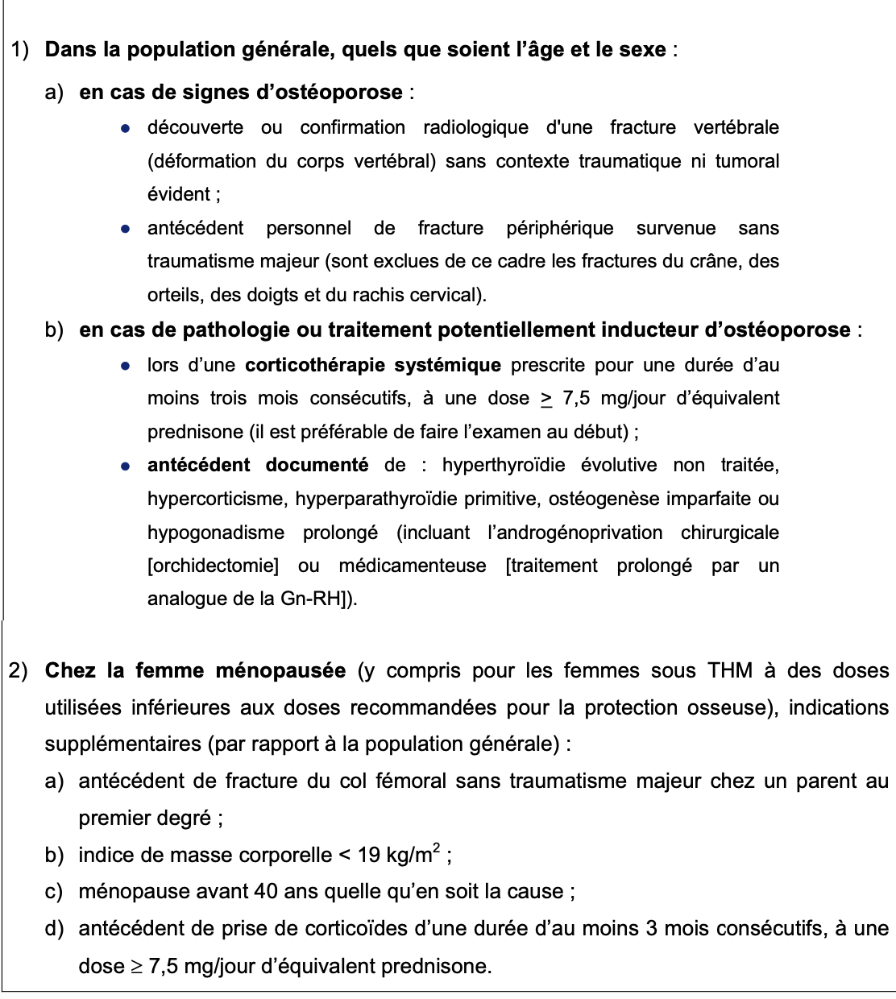 1) Dans la population générale, quels que soient l’âge et le sexe :
a) en cas de signes d’ostéoporose :
● découverte ou confirmation radiologique d'une fracture vertébrale
(déformation du corps vertébral) sans contexte traumatique ni tumoral
évident ;
● antécédent personnel de fracture périphérique survenue sans
traumatisme majeur (sont exclues de ce cadre les fractures du crâne, des
orteils, des doigts et du rachis cervical).
b) en cas de pathologie ou traitement potentiellement inducteur d’ostéoporose :
● lors d’une corticothérapie systémique prescrite pour une durée d’au
moins trois mois consécutifs, à une dose ≥ 7,5 mg/jour d’équivalent
prednisone (il est préférable de faire l’examen au début) ;
● antécédent documenté de : hyperthyroïdie évolutive non traitée,
hypercorticisme, hyperparathyroïdie primitive, ostéogenèse imparfaite ou
hypogonadisme prolongé (incluant l’androgénoprivation chirurgicale
[orchidectomie] ou médicamenteuse [traitement prolongé par un
analogue de la Gn-RH]).
2) Chez la femme ménopausée (y compris pour les femmes sous THM à des doses
utilisées inférieures aux doses recommandées pour la protection osseuse), indications
supplémentaires (par rapport à la population générale) :
a) antécédent de fracture du col fémoral sans traumatisme majeur chez un parent au
premier degré ;
b) indice de masse corporelle < 19 kg/m² ;
c) ménopause avant 40 ans quelle qu’en soit la cause ;
d) antécédent de prise de corticoïdes d’une durée d’au moins 3 mois consécutifs, à une
dose ≥ 7,5 mg/jour d’équivalent prednisone.